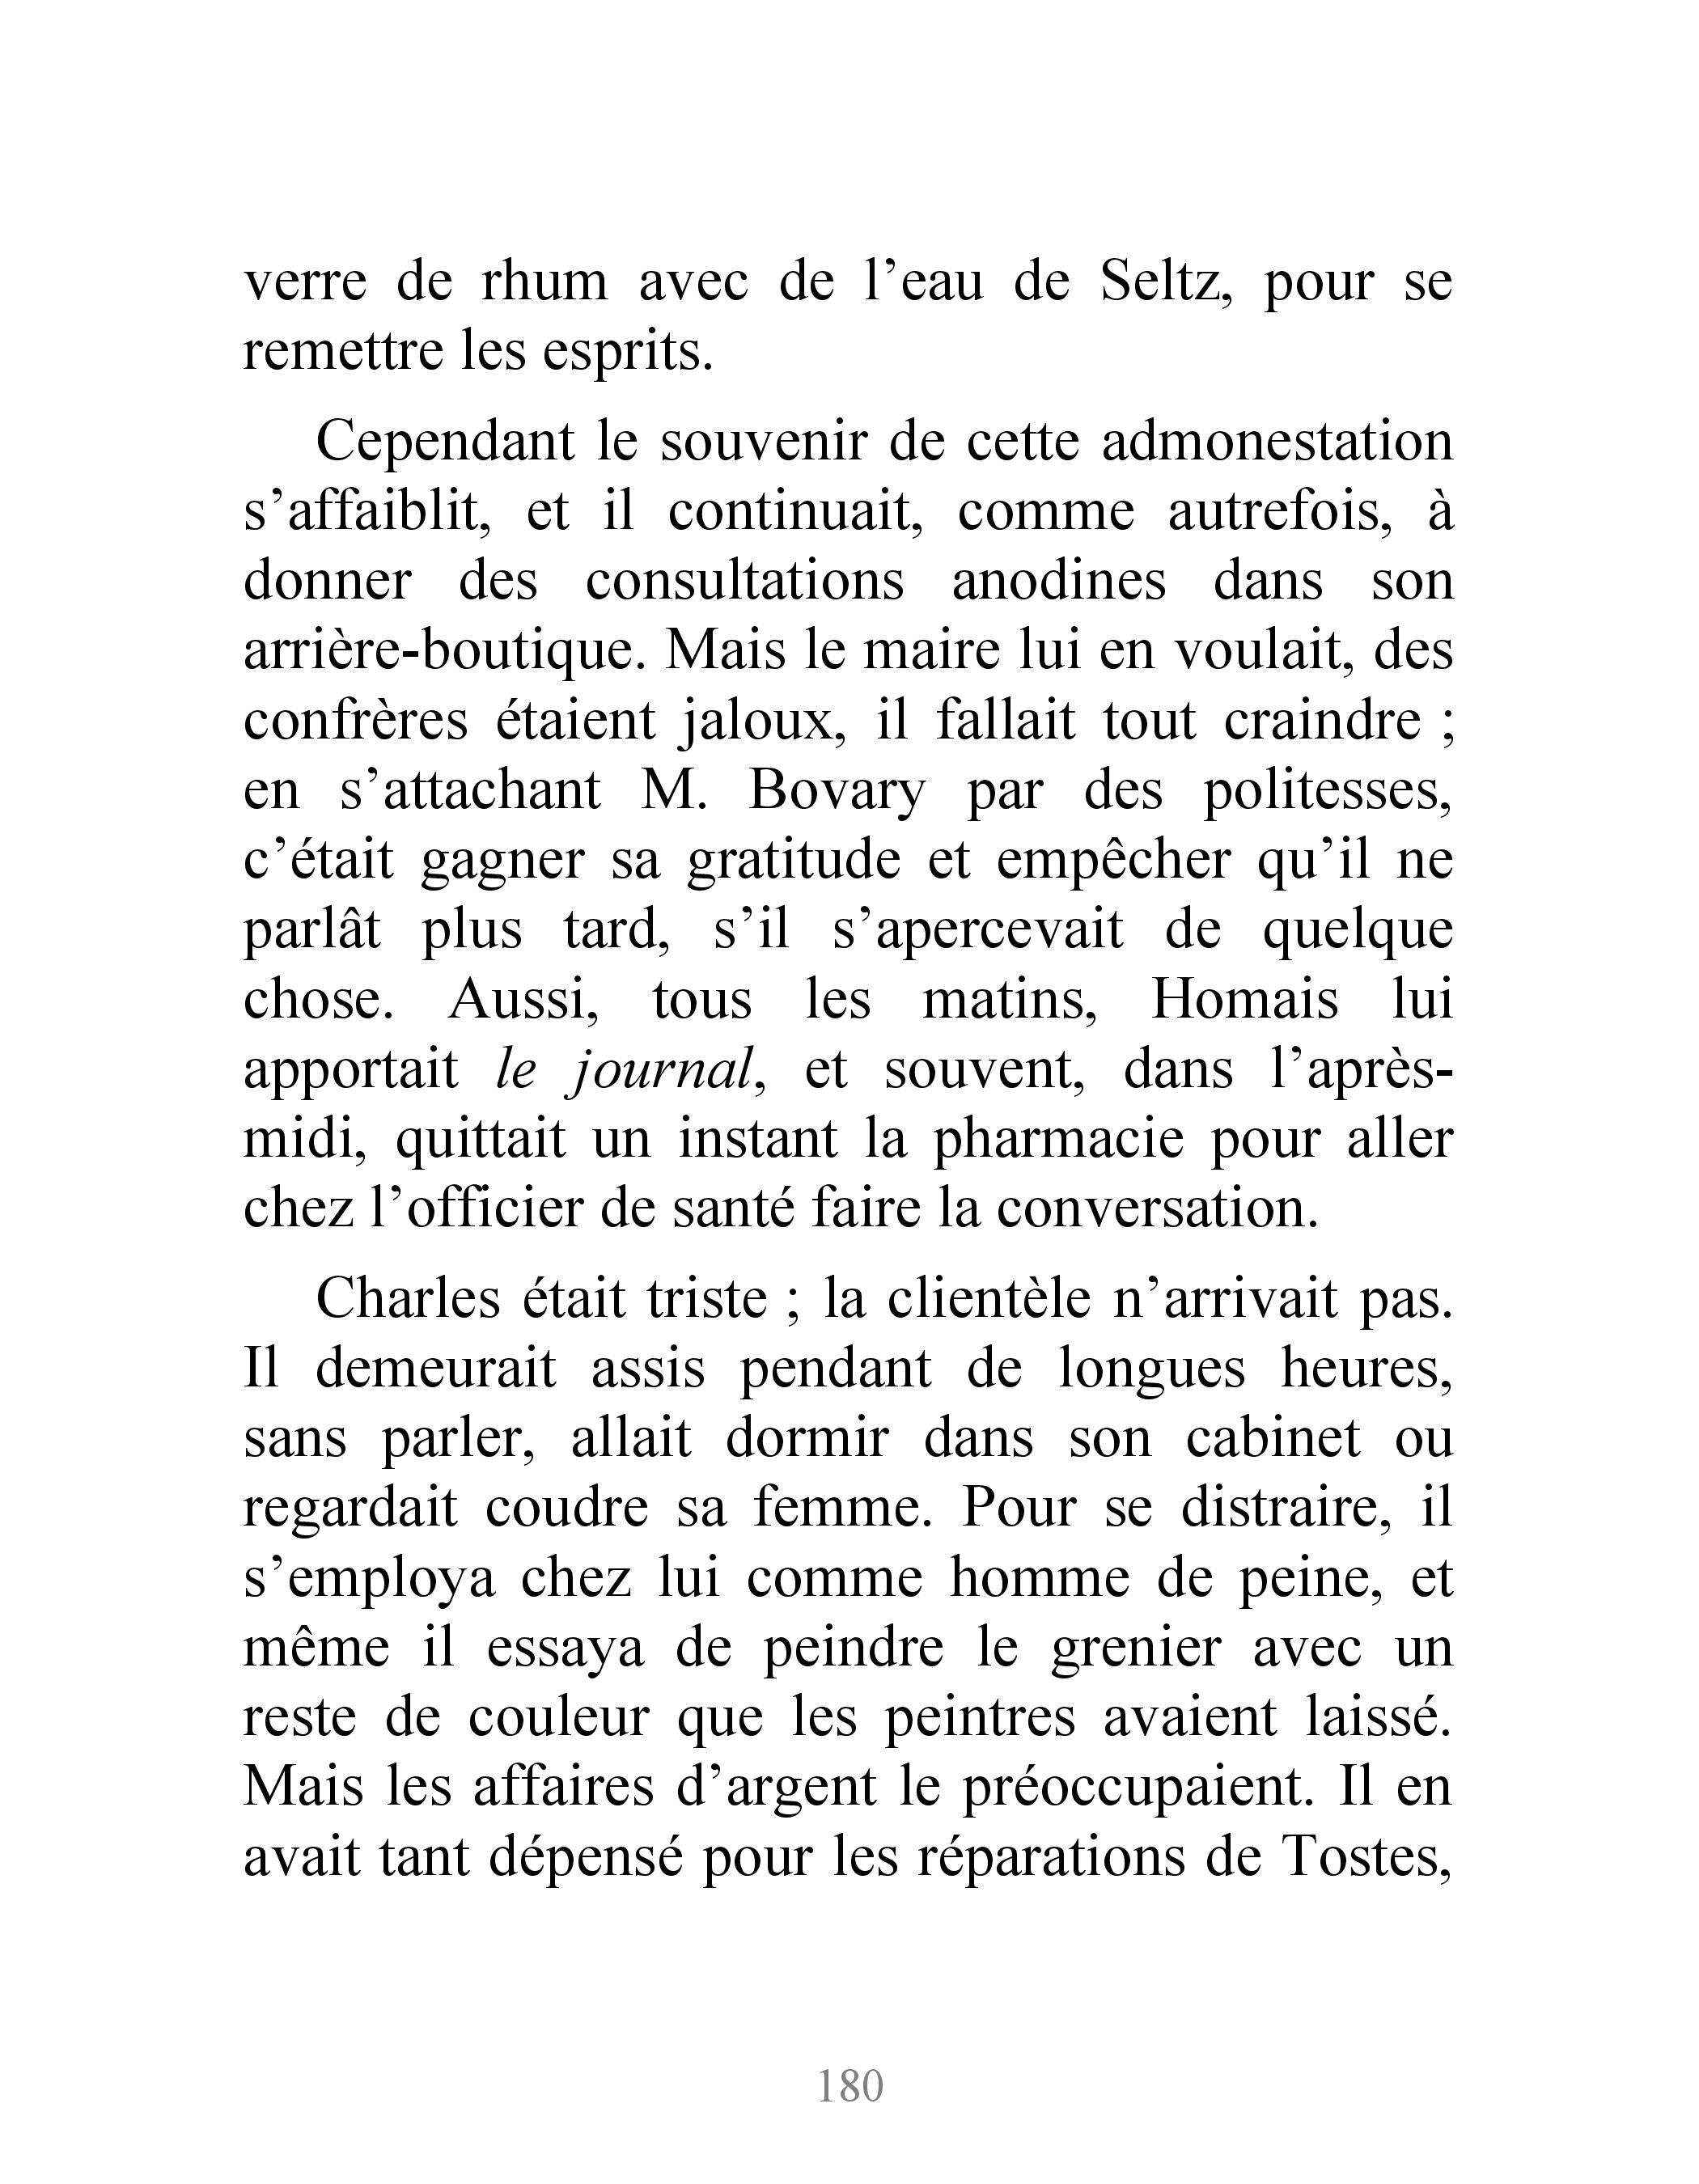 verre de rhum avec de l’eau de Seltz, pour se
remettre les esprits.
Cependant le souvenir de cette admonestation
s’affaiblit, et il continuait, comme autrefois, à
donner des consultations anodines dans son
arrière-boutique. Mais le maire lui en voulait, des
confrères étaient jaloux, il fallait tout craindre ;
en s’attachant M. Bovary par des politesses,
c’était gagner sa gratitude et empêcher qu’il ne
parlât plus tard, s’il s’apercevait de quelque
chose. Aussi, tous les matins, Homais lui
apportait le journal, et souvent, dans l’après-
midi, quittait un instant la pharmacie pour aller
chez l’officier de santé faire la conversation.
Charles était triste ; la clientèle n’arrivait pas.
Il demeurait assis pendant de longues heures,
sans parler, allait dormir dans son cabinet ou
regardait coudre sa femme. Pour se distraire, il
s’employa chez lui comme homme de peine, et
même il essaya de peindre le grenier avec un
reste de couleur que les peintres avaient laissé.
Mais les affaires d’argent le préoccupaient. Il en
avait tant dépensé pour les réparations de Tostes,
180